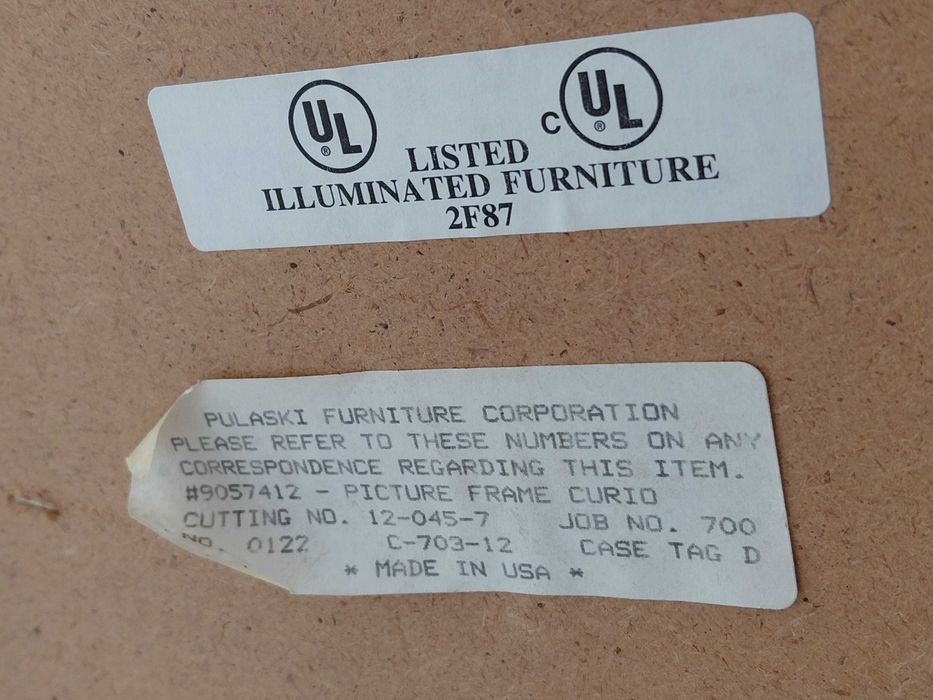 UL ® C UL ®
LISTED
ILLUMINATED FURNITURE
2F87
PULASKI FURNITURE CORPORATION
PLEASE REFER TO THESE NUMBERS ON ANY
CORRESPONDENCE REGARDING THIS ITEM.
#9057412 - PICTURE FRAME CURIO
CUTTING NO. 12-045-7 JOB NO. 700
NO. 0122 C-703-12 CASE TAG D
* MADE IN USA *